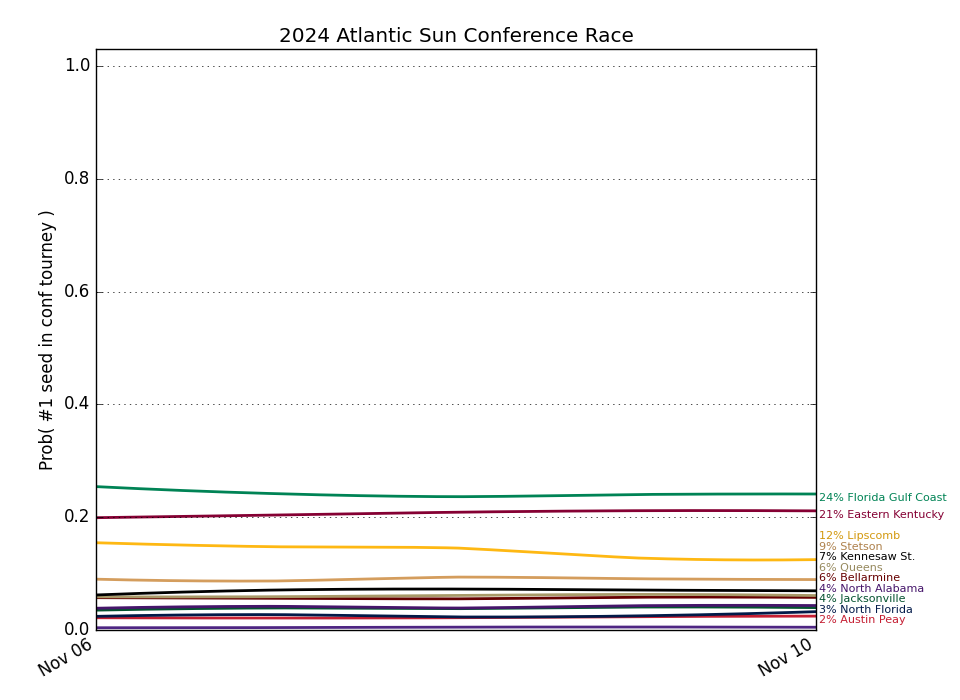 2024 Atlantic Sun Conference Race
Prob( #1 seed in conf tourney )
1.0
0.8
0.6
0.4
0.2
0.0
Nov 06
Nov 10
24% Florida Gulf Coast
21% Eastern Kentucky
12% Lipscomb
9% Stetson
7% Kennesaw St.
6% Queens
6% Bellarmine
4% North Alabama
4% Jacksonville
3% North Florida
2% Austin Peay